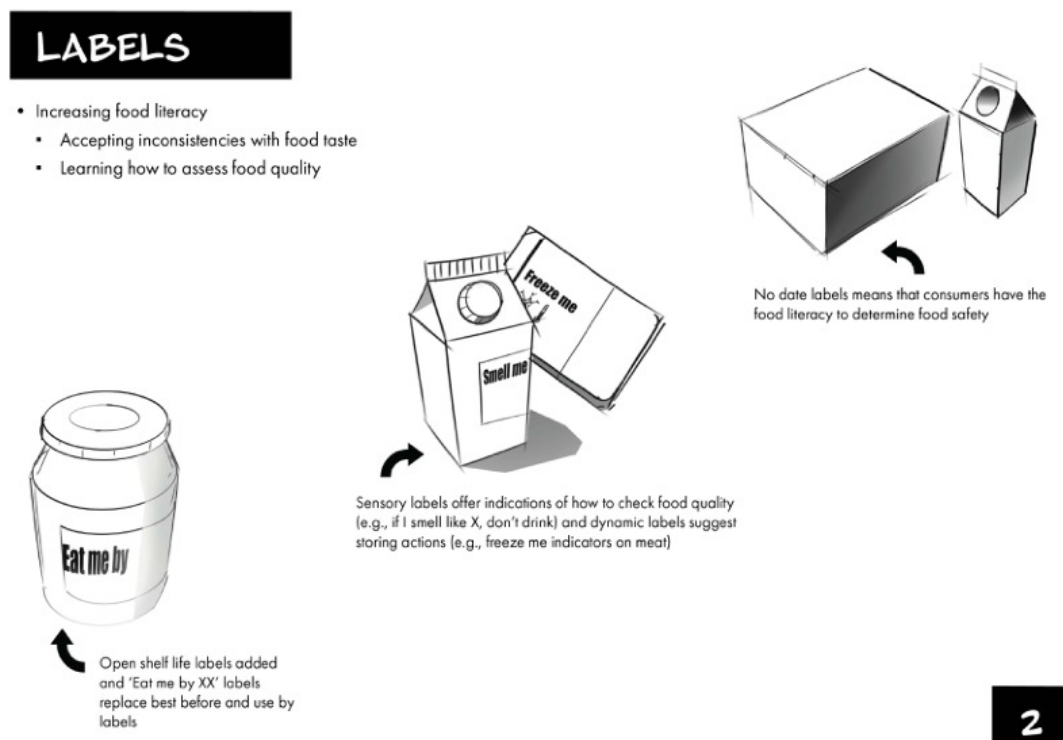 LABELS
• Increasing food literacy
▪ Accepting inconsistencies with food taste
▪ Learning how to assess food quality
No date labels means that consumers have the
food literacy to determine food safety
Freeze me
Smell me
Sensory labels offer indications of how to check food quality
(e.g., if I smell like X, don't drink) and dynamic labels suggest
storing actions (e.g., freeze me indicators on meat)
Eat me by
Open shelf life labels added
and ‘Eat me by XX’ labels
replace best before and use by
labels
2